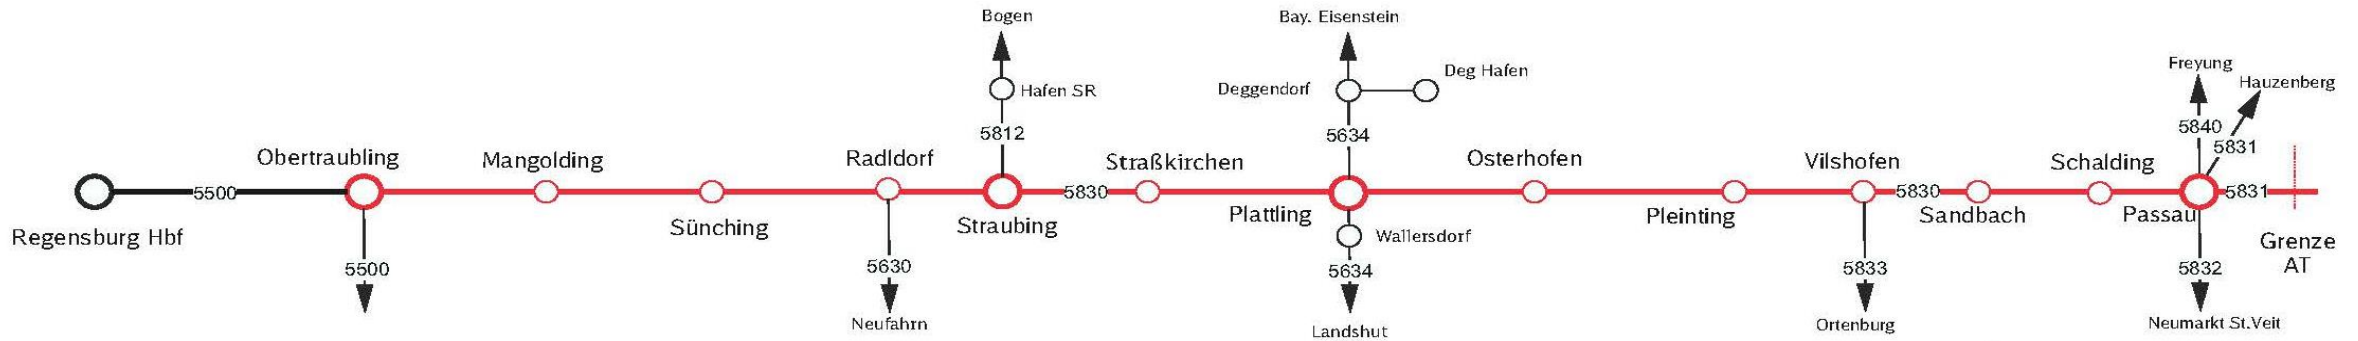 Bogen
Bay. Eisenstein
Freyung
Deg Hafen
Hauzenberg
Hafen SR
Deggendorf
5812
5634
5840
5831
Obertraubling
Mangolding
Radldorf
Straßkirchen
Osterhofen
Vilshofen
Schalding
5500
5830
5830
5831
Regensburg Hbf
Sünching
Straubing
Plattling
Pleinting
Sandbach
Passau
Wallersdorf
Grenze
AT
5500
5630
5634
5833
5832
Neufahrn
Landshut
Ortenburg
Neumarkt St.Veit